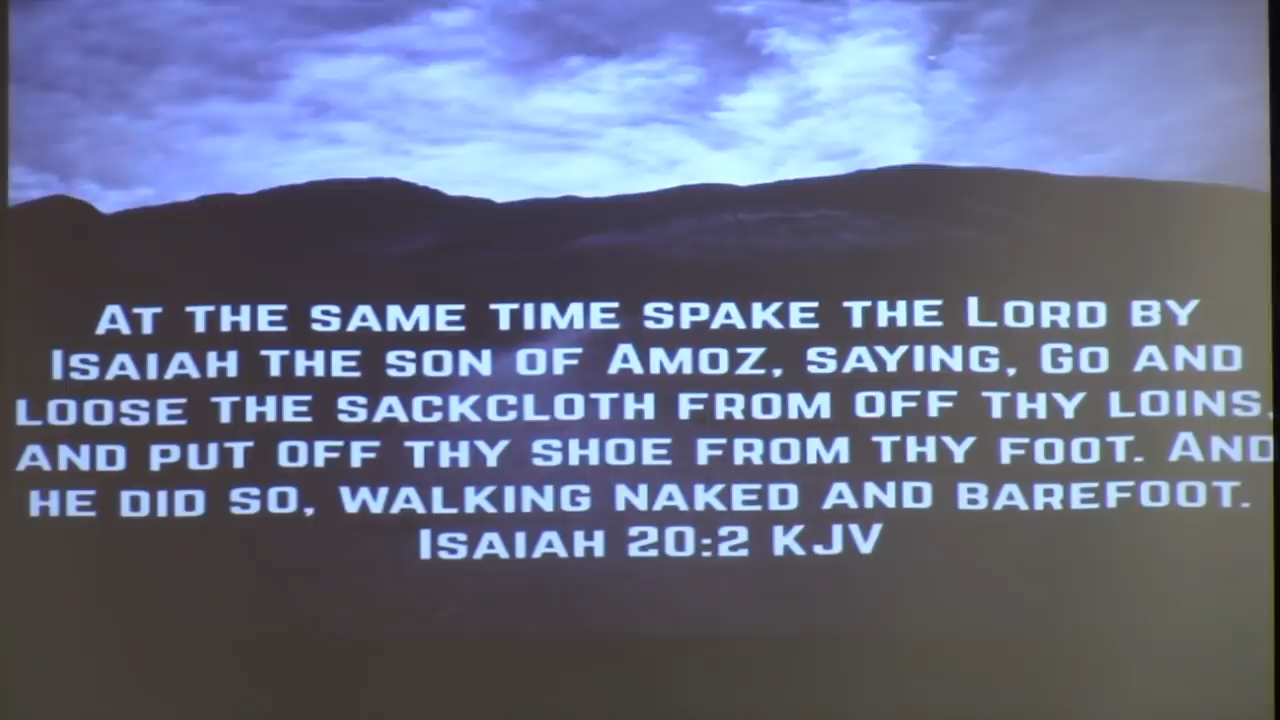 At the same time spake the Lord by
Isaiah the son of Amoz, saying, Go and
loose the sackcloth from off thy loins,
and put off thy shoe from thy foot. And
he did so, walking naked and barefoot.
Isaiah 20:2 KJV